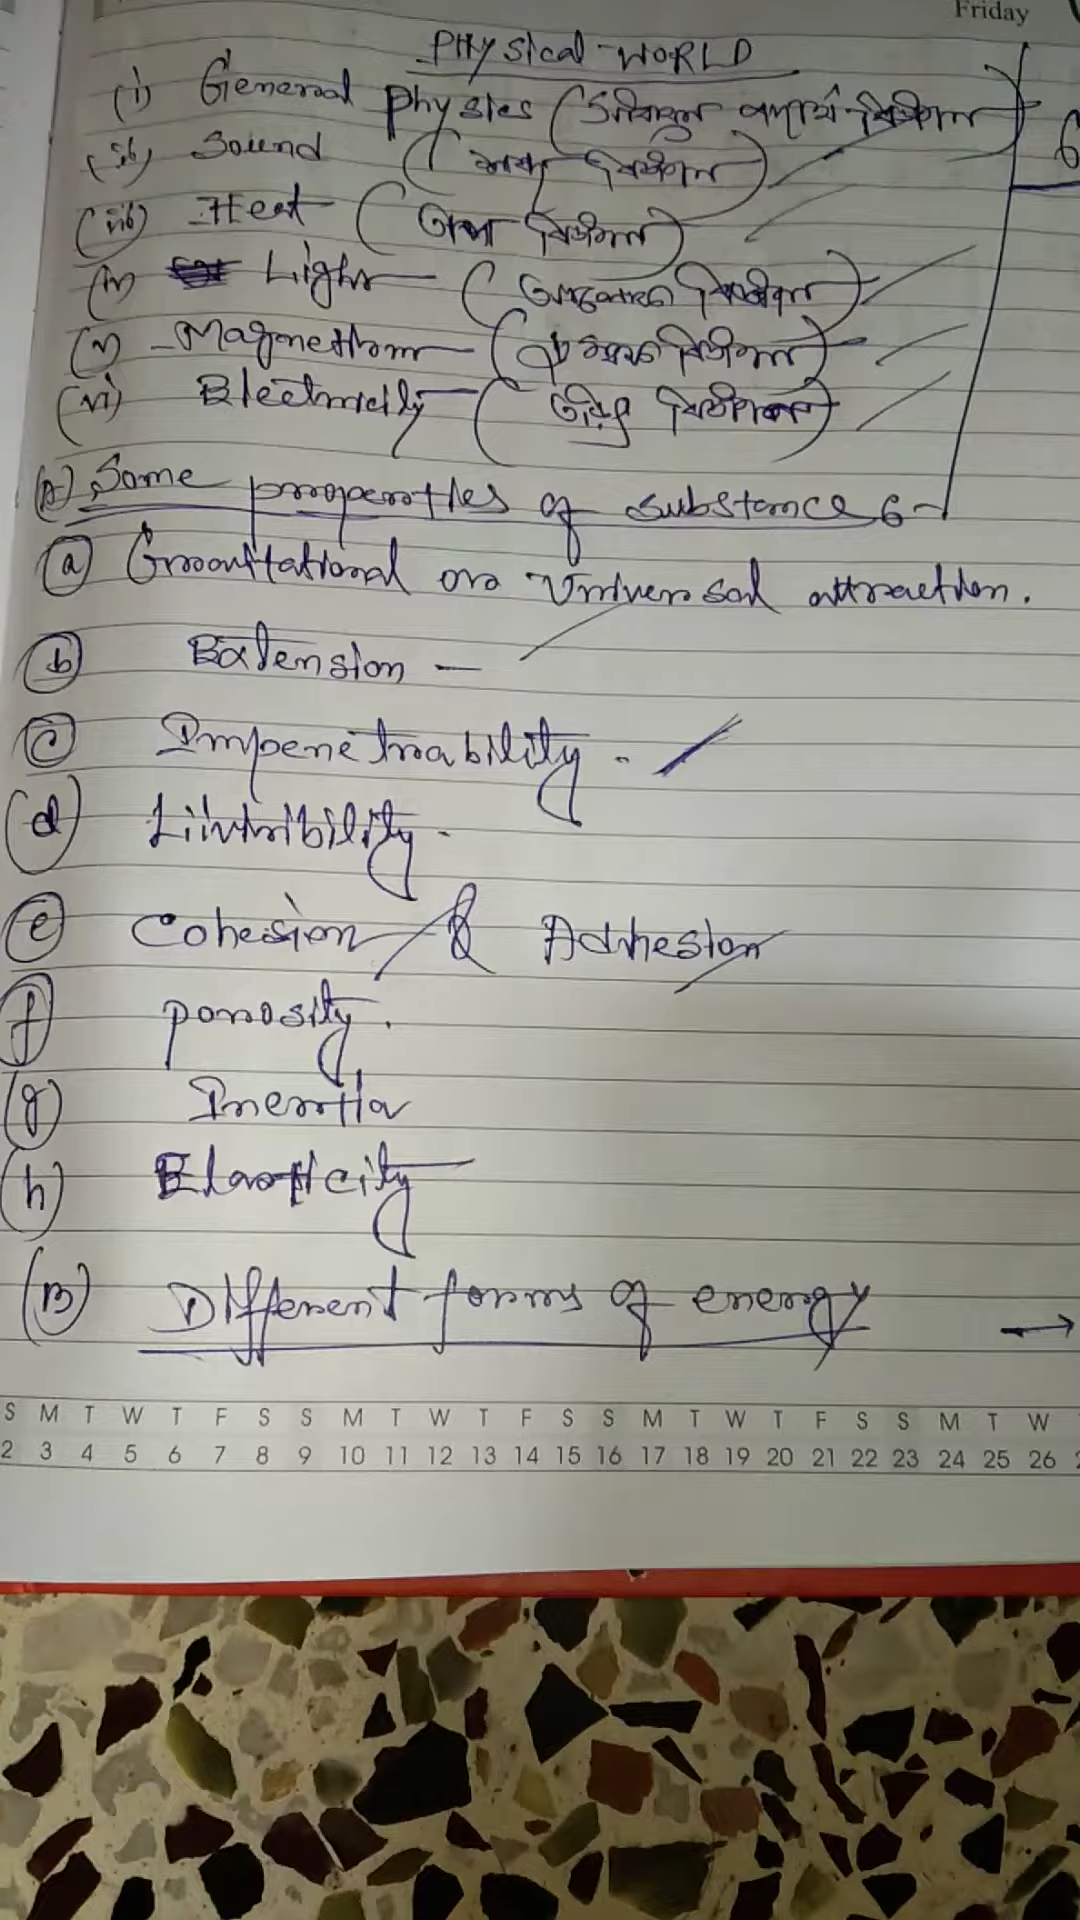 Friday
PHYSical WORLD
(i) General Physics (পদার্থ বিজ্ঞান)
(ii) Sound (শব্দ বিজ্ঞান)
(iii) Heat (তাপ বিজ্ঞান)
(iv) Light (আলোক বিজ্ঞান)
(v) Magnetism (চুম্বক বিজ্ঞান)
(vi) Electricity (তড়িৎ বিজ্ঞান)
(A) Some properties of substance
(a) Gravitational or Universal attraction.
(b) Extension —
(c) Impenetrability.
(d)
(e) Cohesion & Adhesion
(f) porosity.
(g) Inertia
(h) Elasticity
(B) Different forms of energy →
S M T W T F S S M T W T F S S M T W T F S S M T W
2 3 4 5 6 7 8 9 10 11 12 13 14 15 16 17 18 19 20 21 22 23 24 25 26